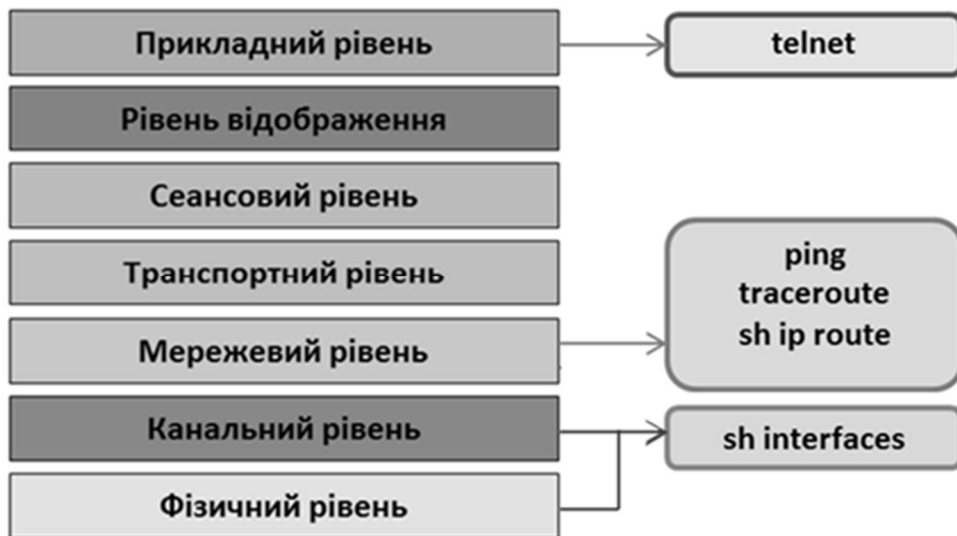 Прикладний рівень
telnet
Рівень відображення
Сеансовий рівень
Транспортний рівень
ping
traceroute
sh ip route
Мережевий рівень
Канальний рівень
sh interfaces
Фізичний рівень